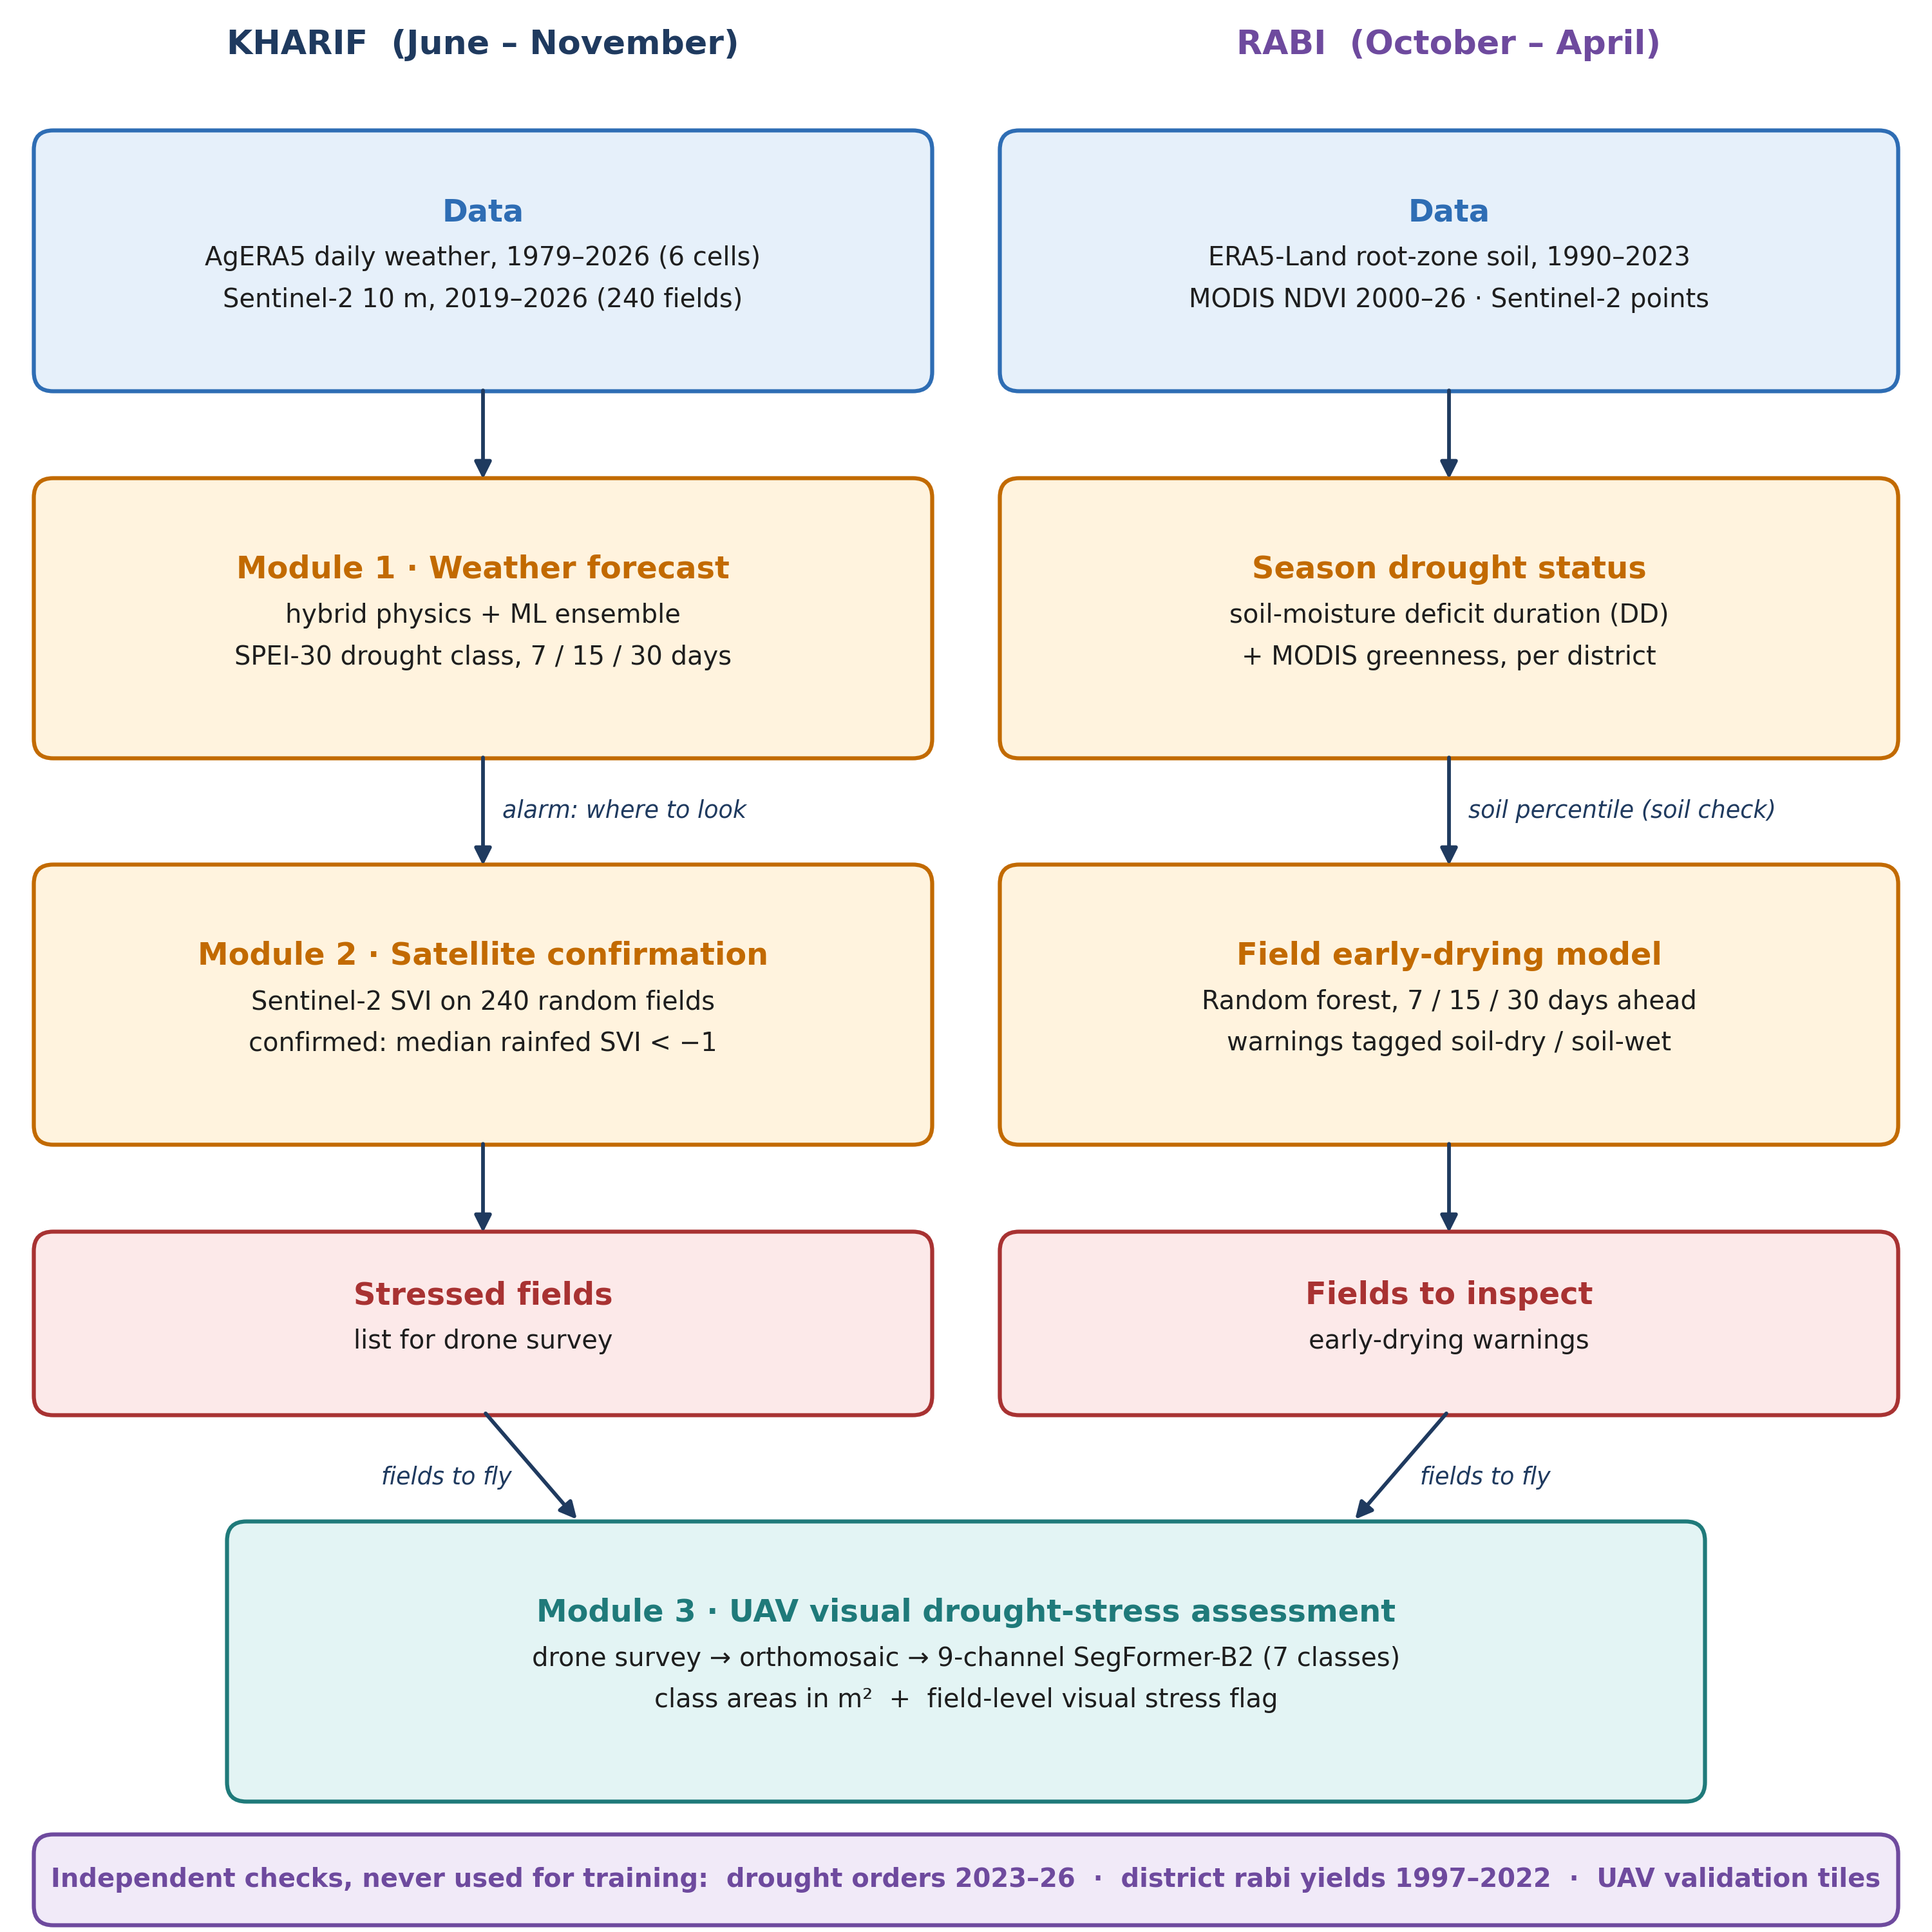 KHARIF (June – November)
RABI (October – April)
Data
AgERA5 daily weather, 1979–2026 (6 cells)
Sentinel-2 10 m, 2019–2026 (240 fields)
Data
ERA5-Land root-zone soil, 1990–2023
MODIS NDVI 2000–26 · Sentinel-2 points
Module 1 · Weather forecast
hybrid physics + ML ensemble
SPEI-30 drought class, 7 / 15 / 30 days
Season drought status
soil-moisture deficit duration (DD)
+ MODIS greenness, per district
alarm: where to look
soil percentile (soil check)
Module 2 · Satellite confirmation
Sentinel-2 SVI on 240 random fields
confirmed: median rainfed SVI < −1
Field early-drying model
Random forest, 7 / 15 / 30 days ahead
warnings tagged soil-dry / soil-wet
Stressed fields
list for drone survey
Fields to inspect
early-drying warnings
fields to fly
fields to fly
Module 3 · UAV visual drought-stress assessment
drone survey → orthomosaic → 9-channel SegFormer-B2 (7 classes)
class areas in m² + field-level visual stress flag
Independent checks, never used for training: drought orders 2023–26 · district rabi yields 1997–2022 · UAV validation tiles